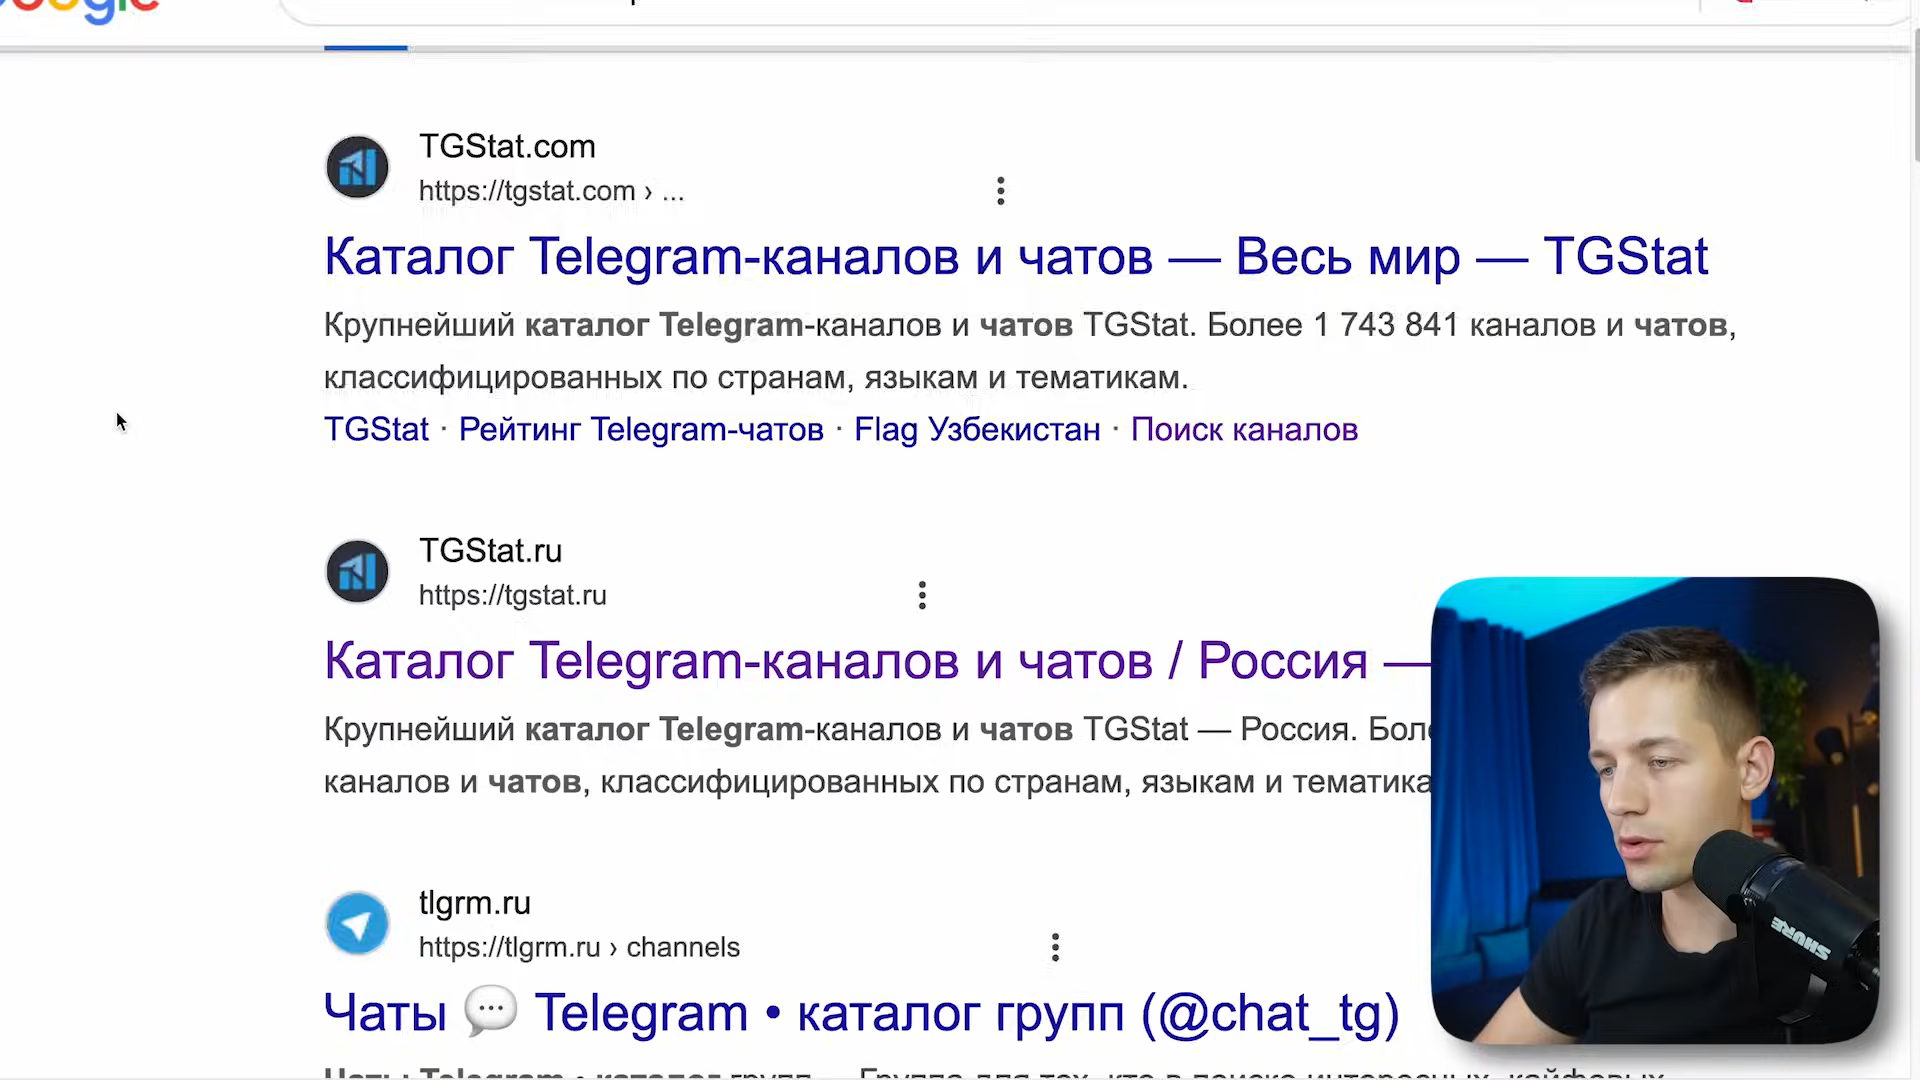 TGStat.com
https://tgstat.com › ...
Каталог Telegram-каналов и чатов — Весь мир — TGStat
Крупнейший каталог Telegram-каналов и чатов TGStat. Более 1 743 841 каналов и чатов,
классифицированных по странам, языкам и тематикам.
TGStat · Рейтинг Telegram-чатов · Flag Узбекистан · Поиск каналов
TGStat.ru
https://tgstat.ru
Каталог Telegram-каналов и чатов / Россия —
Крупнейший каталог Telegram-каналов и чатов TGStat — Россия.
каналов и чатов, классифицированных по странам, языкам и
tlgrm.ru
https://tlgrm.ru › channels
Чаты 💬 Telegram • каталог групп (@chat_tg)
SHURE